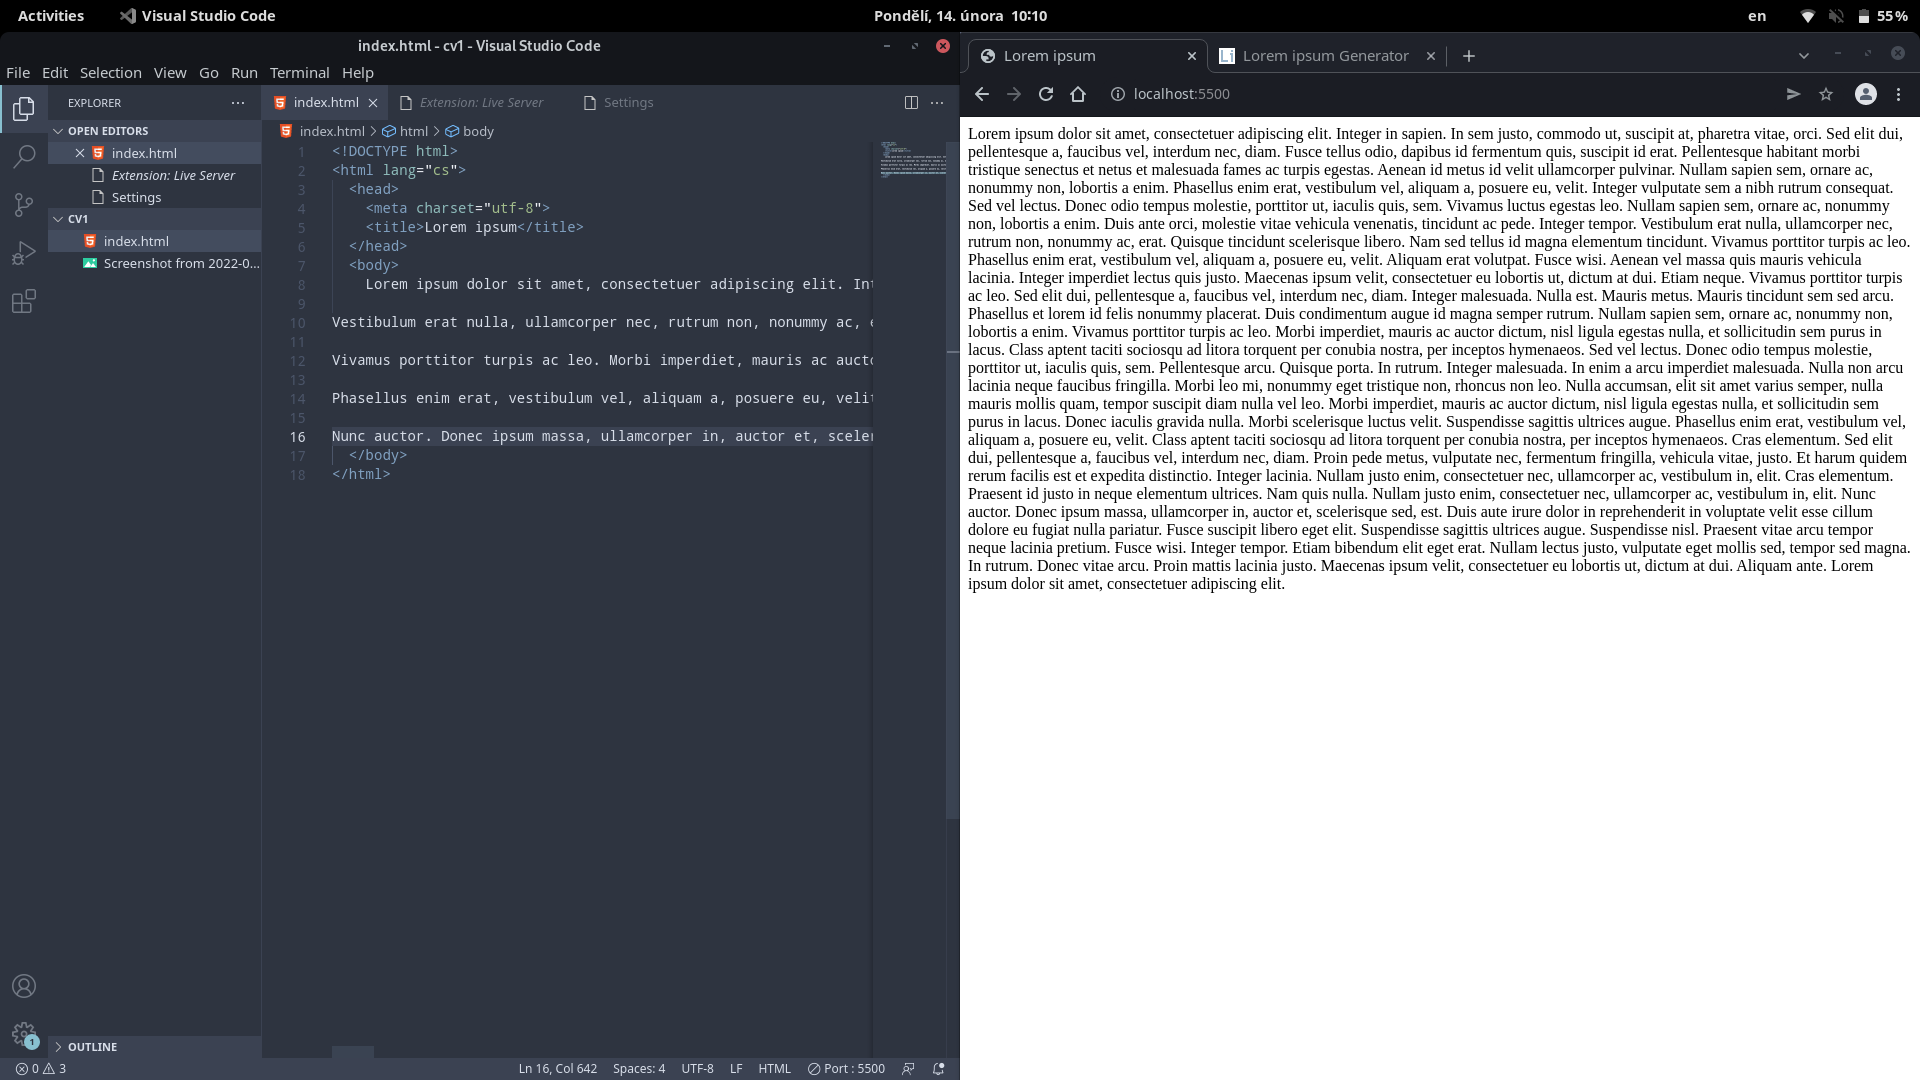 Activities
Visual Studio Code
Pondělí, 14. února 10:10
en
55 %
index.html - cv1 - Visual Studio Code
File Edit Selection View Go Run Terminal Help
EXPLORER
OPEN EDITORS
index.html
Extension: Live Server
Settings
CV1
index.html
Screenshot from 2022-0...
OUTLINE
index.html
Extension: Live Server
Settings
index.html > html > body
1 <!DOCTYPE html>
2 <html lang="cs">
3 <head>
4 <meta charset="utf-8">
5 <title>Lorem ipsum</title>
6 </head>
7 <body>
8 Lorem ipsum dolor sit amet, consectetuer adipiscing elit. Int
9
10 Vestibulum erat nulla, ullamcorper nec, rutrum non, nonummy ac, e
11
12 Vivamus porttitor turpis ac leo. Morbi imperdiet, mauris ac aucto
13
14 Phasellus enim erat, vestibulum vel, aliquam a, posuere eu, velit
15
16 Nunc auctor. Donec ipsum massa, ullamcorper in, auctor et, sceler
17 </body>
18 </html>
0 3
Ln 16, Col 642
Spaces: 4
UTF-8
LF
HTML
Port : 5500
1
Lorem ipsum
Lorem ipsum Generator
localhost:5500
Lorem ipsum dolor sit amet, consectetuer adipiscing elit. Integer in sapien. In sem justo, commodo ut, suscipit at, pharetra vitae, orci. Sed elit dui,
pellentesque a, faucibus vel, interdum nec, diam. Fusce tellus odio, dapibus id fermentum quis, suscipit id erat. Pellentesque habitant morbi
tristique senectus et netus et malesuada fames ac turpis egestas. Aenean id metus id velit ullamcorper pulvinar. Nullam sapien sem, ornare ac,
nonummy non, lobortis a enim. Phasellus enim erat, vestibulum vel, aliquam a, posuere eu, velit. Integer vulputate sem a nibh rutrum consequat.
Sed vel lectus. Donec odio tempus molestie, porttitor ut, iaculis quis, sem. Vivamus luctus egestas leo. Nullam sapien sem, ornare ac, nonummy
non, lobortis a enim. Duis ante orci, molestie vitae vehicula venenatis, tincidunt ac pede. Integer tempor. Vestibulum erat nulla, ullamcorper nec,
rutrum non, nonummy ac, erat. Quisque tincidunt scelerisque libero. Nam sed tellus id magna elementum tincidunt. Vivamus porttitor turpis ac leo.
Phasellus enim erat, vestibulum vel, aliquam a, posuere eu, velit. Aliquam erat volutpat. Fusce wisi. Aenean vel massa quis mauris vehicula
lacinia. Integer imperdiet lectus quis justo. Maecenas ipsum velit, consectetuer eu lobortis ut, dictum at dui. Etiam neque. Vivamus porttitor turpis
ac leo. Sed elit dui, pellentesque a, faucibus vel, interdum nec, diam. Integer malesuada. Nulla est. Mauris metus. Mauris tincidunt sem sed arcu.
Phasellus et lorem id felis nonummy placerat. Duis condimentum augue id magna semper rutrum. Nullam sapien sem, ornare ac, nonummy non,
lobortis a enim. Vivamus porttitor turpis ac leo. Morbi imperdiet, mauris ac auctor dictum, nisl ligula egestas nulla, et sollicitudin sem purus in
lacus. Class aptent taciti sociosqu ad litora torquent per conubia nostra, per inceptos hymenaeos. Sed vel lectus. Donec odio tempus molestie,
porttitor ut, iaculis quis, sem. Pellentesque arcu. Quisque porta. In rutrum. Integer malesuada. In enim a arcu imperdiet malesuada. Nulla non arcu
lacinia neque faucibus fringilla. Morbi leo mi, nonummy eget tristique non, rhoncus non leo. Nulla accumsan, elit sit amet varius semper, nulla
mauris mollis quam, tempor suscipit diam nulla vel leo. Morbi imperdiet, mauris ac auctor dictum, nisl ligula egestas nulla, et sollicitudin sem
purus in lacus. Donec iaculis gravida nulla. Morbi scelerisque luctus velit. Suspendisse sagittis ultrices augue. Phasellus enim erat, vestibulum vel,
aliquam a, posuere eu, velit. Class aptent taciti sociosqu ad litora torquent per conubia nostra, per inceptos hymenaeos. Cras elementum. Sed elit
dui, pellentesque a, faucibus vel, interdum nec, diam. Proin pede metus, vulputate nec, fermentum fringilla, vehicula vitae, justo. Et harum quidem
rerum facilis est et expedita distinctio. Integer lacinia. Nullam justo enim, consectetuer nec, ullamcorper ac, vestibulum in, elit. Cras elementum.
Praesent id justo in neque elementum ultrices. Nam quis nulla. Nullam justo enim, consectetuer nec, ullamcorper ac, vestibulum in, elit. Nunc
auctor. Donec ipsum massa, ullamcorper in, auctor et, scelerisque sed, est. Duis aute irure dolor in reprehenderit in voluptate velit esse cillum
dolore eu fugiat nulla pariatur. Fusce suscipit libero eget elit. Suspendisse sagittis ultrices augue. Suspendisse nisl. Praesent vitae arcu tempor
neque lacinia pretium. Fusce wisi. Integer tempor. Etiam bibendum elit eget erat. Nullam lectus justo, vulputate eget mollis sed, tempor sed magna.
In rutrum. Donec vitae arcu. Proin mattis lacinia justo. Maecenas ipsum velit, consectetuer eu lobortis ut, dictum at dui. Aliquam ante. Lorem
ipsum dolor sit amet, consectetuer adipiscing elit.